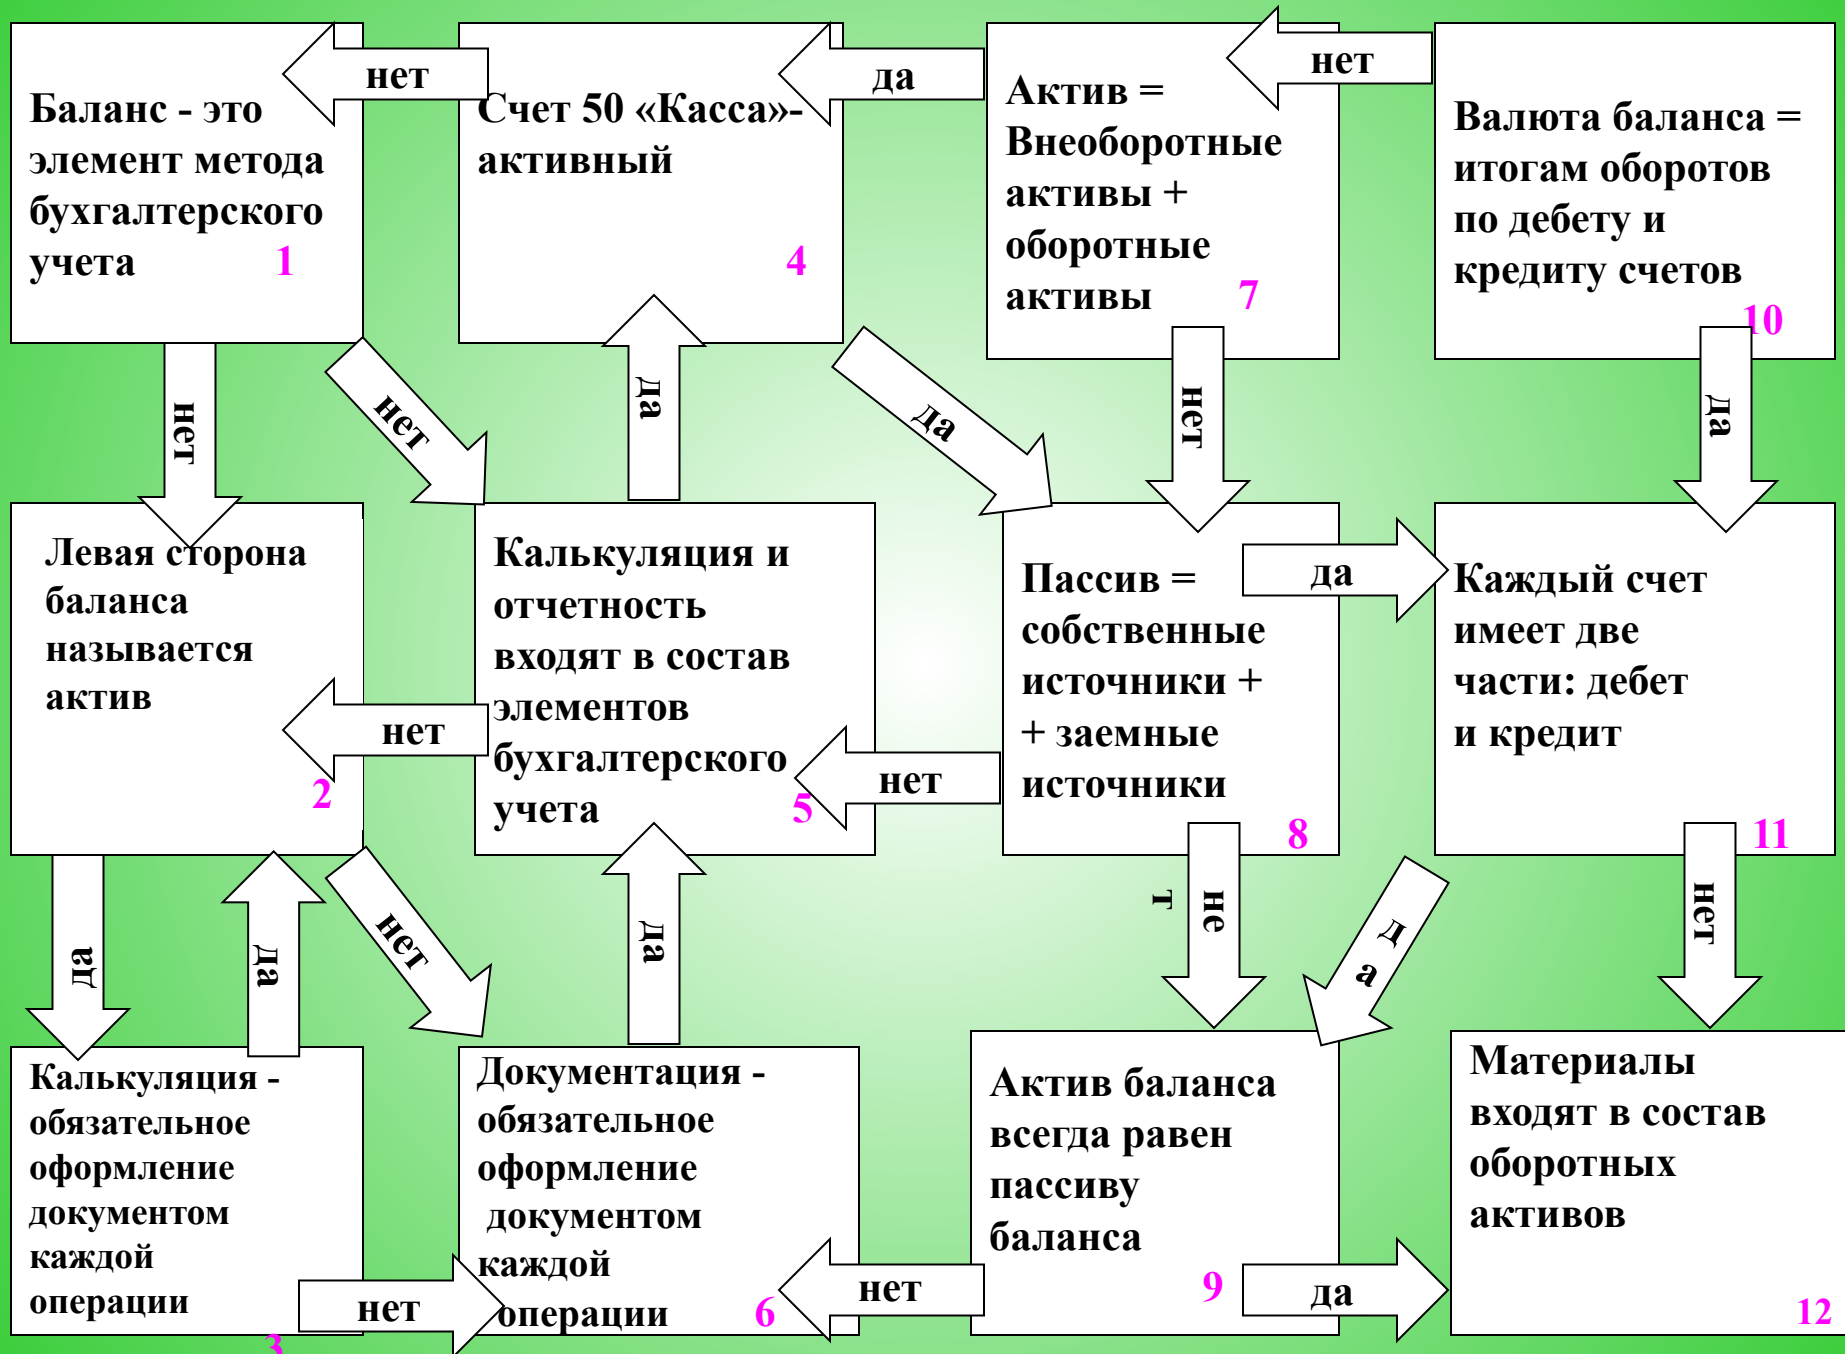 Баланс - это
элемент метода
бухгалтерского
учета
1
нет
Счет 50 «Касса»-
активный
4
да
Актив =
Внеоборотные
активы +
оборотные
активы
7
нет
Валюта баланса =
итогам оборотов
по дебету и
кредиту счетов
10
нет
нет
да
да
нет
да
Левая сторона
баланса
называется
актив
2
нет
Калькуляция и
отчетность
входят в состав
элементов
бухгалтерского
учета
5
нет
Пассив =
собственные
источники +
+ заемные
источники
8
да
Каждый счет
имеет две
части: дебет
и кредит
11
да
да
нет
да
не
т
д
а
нет
Калькуляция -
обязательное
оформление
документом
каждой
операции
3
нет
Документация -
обязательное
оформление
документом
каждой
операции
6
нет
Актив баланса
всегда равен
пассиву
баланса
9
да
Материалы
входят в состав
оборотных
активов
12